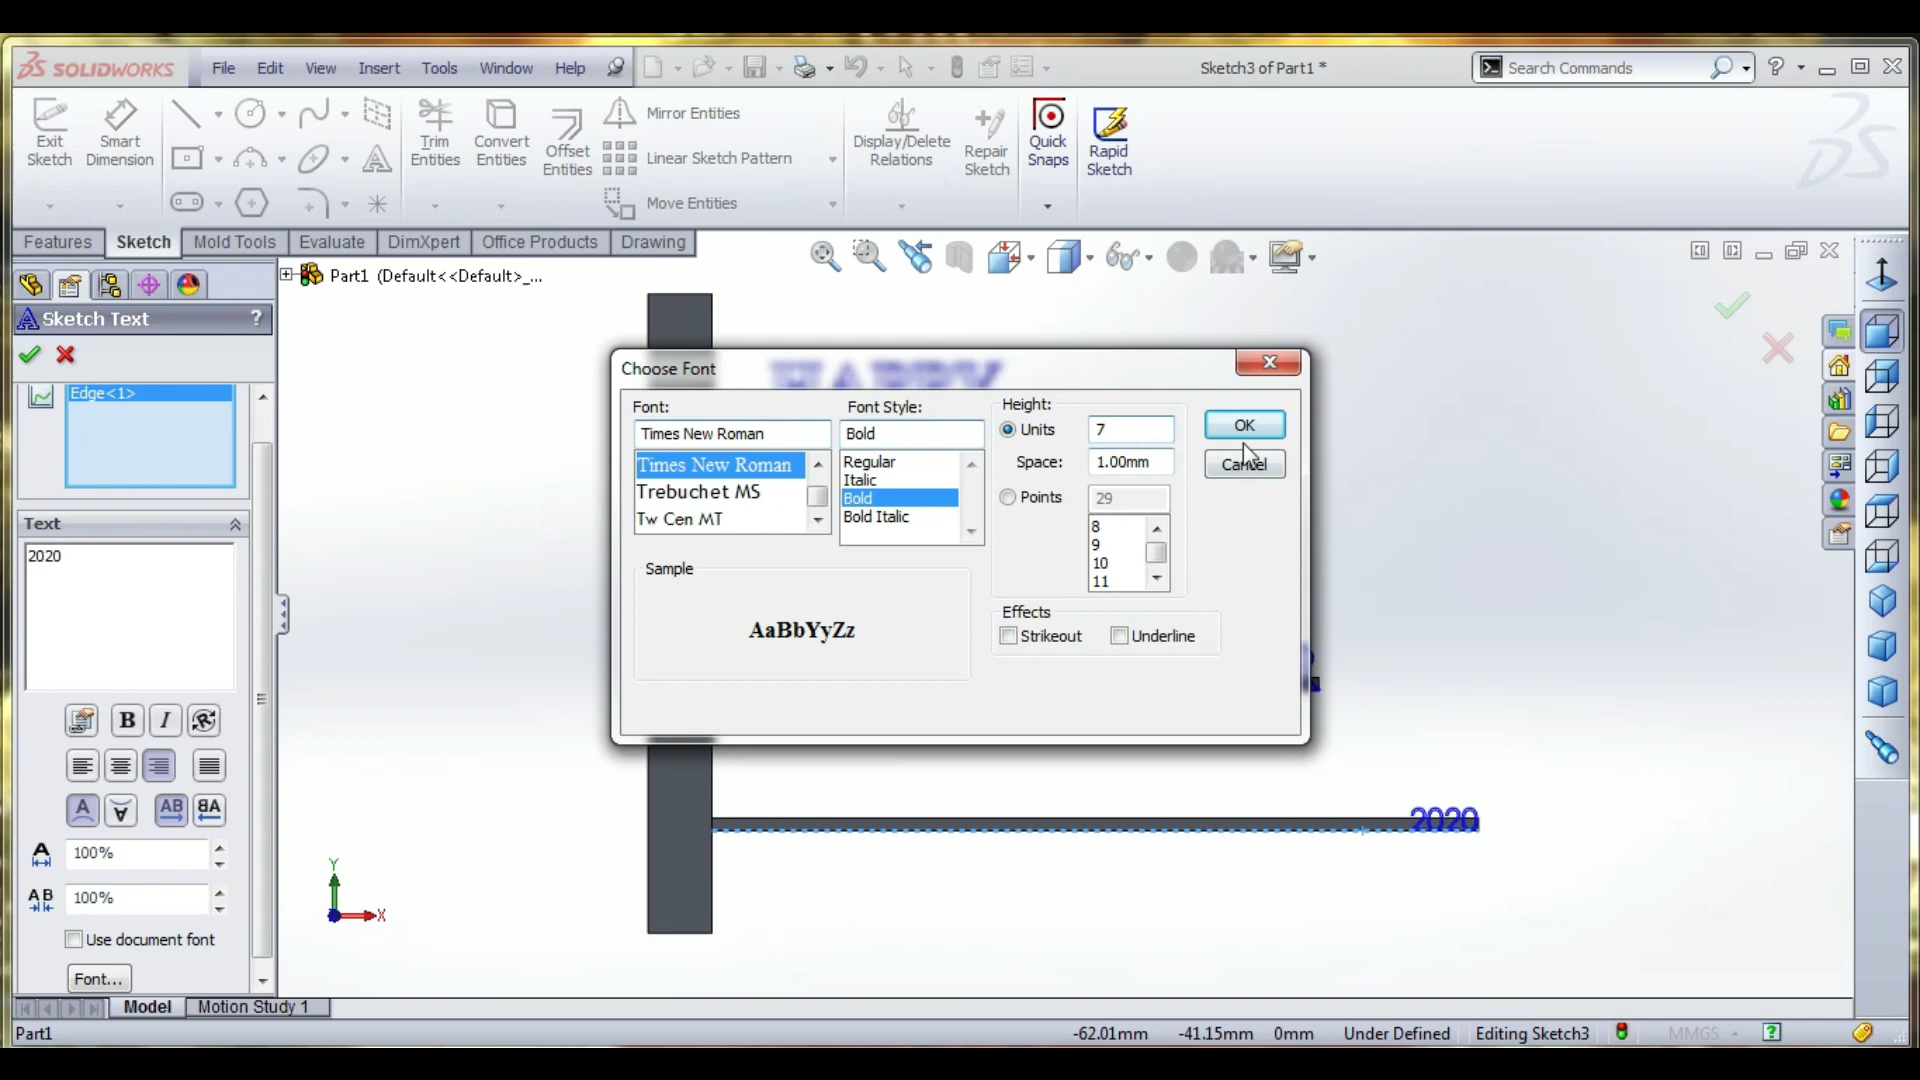 SOLIDWORKS File Edit View Insert Tools Window Help Sketch3 of Part1 * Search Commands ?
Exit Sketch
Smart Dimension
Trim Entities
Convert Entities
Offset Entities
Mirror Entities
Linear Sketch Pattern
Move Entities
Display/Delete Relations
Repair Sketch
Quick Snaps
Rapid Sketch
Features Sketch Mold Tools Evaluate DimXpert Office Products Drawing
Part1 (Default<<Default>_...
Sketch Text ?
Edge<1>
Text
2020
B I R
A A AB BA
A 100%
AB 100%
Use document font
Font...
HAPPY
Choose Font
Font:
Times New Roman
Times New Roman
Trebuchet MS
Tw Cen MT
Font Style:
Bold
Regular
Italic
Bold
Bold Italic
Height:
Units 7
Space: 1.00mm
Points 29
8
9
10
11
OK
Cancel
Sample
AaBbYyZz
Effects
Strikeout Underline
2020
Y
X
Model Motion Study 1
Part1 -62.01mm -41.15mm 0mm Under Defined Editing Sketch3 MMGS ?